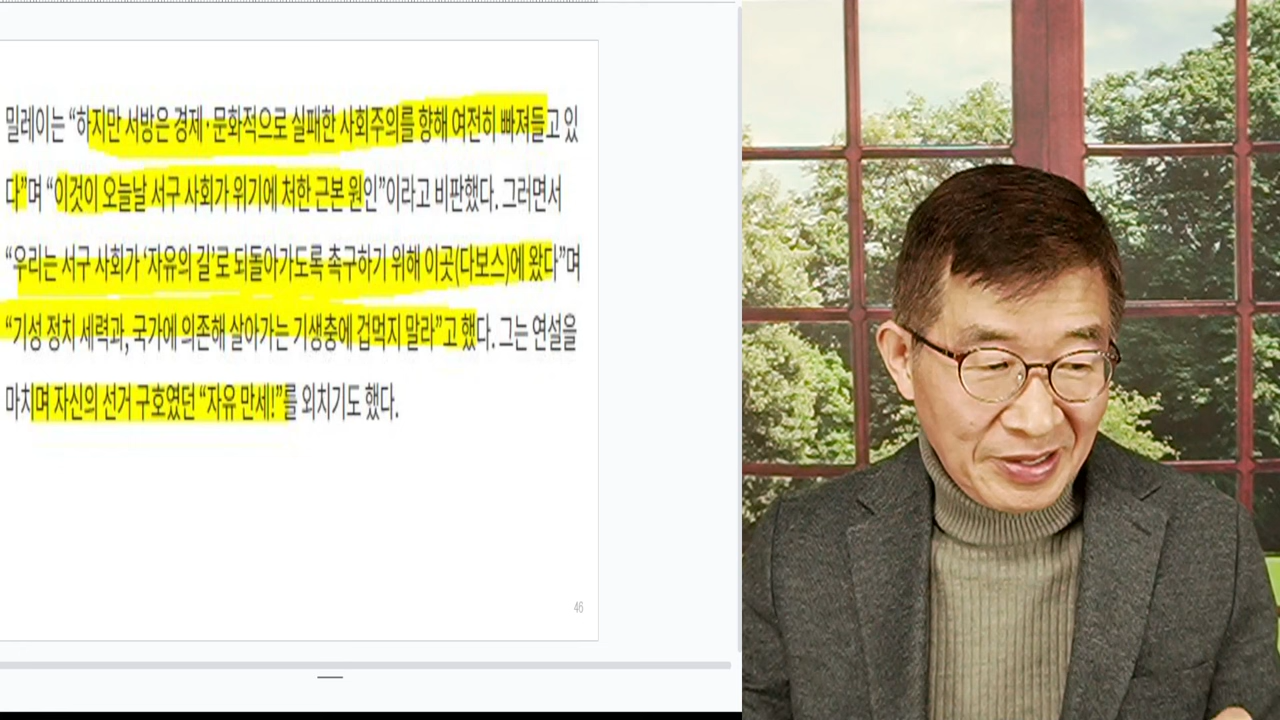 밀레이는 “하지만 서방은 경제·문화적으로 실패한 사회주의를 향해 여전히 빠져들고 있
다”며 “이것이 오늘날 서구 사회가 위기에 처한 근본 원인”이라고 비판했다. 그러면서
“우리는 서구 사회가 ‘자유의 길’로 되돌아가도록 촉구하기 위해 이곳(다보스)에 왔다”며
“기성 정치 세력과, 국가에 의존해 살아가는 기생충에 겁먹지 말라”고 했다. 그는 연설을
마치며 자신의 선거 구호였던 “자유 만세!”를 외치기도 했다.
46